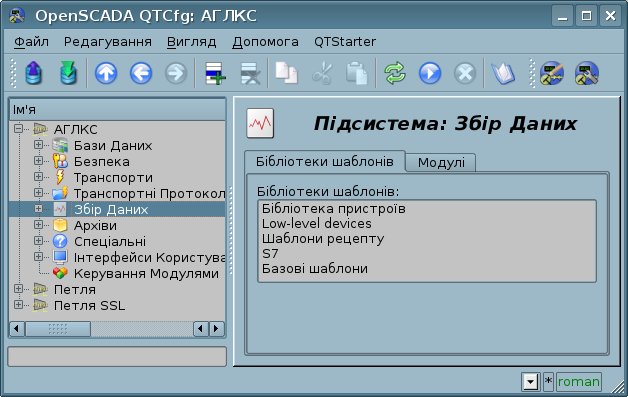 OpenSCADA QTCfg: АГЛКС
Файл Редагування Вигляд Допомога QTStarter
Ім'я
АГЛКС
Бази Даних
Безпека
Транспорти
Транспортні Протокол
Збір Даних
Архіви
Спеціальні
Інтерфейси Користува
Керування Модулями
Петля
Петля SSL
Підсистема: Збір Даних
Бібліотеки шаблонів Модулі
Бібліотеки шаблонів:
Бібліотека пристроїв
Low-level devices
Шаблони рецепту
S7
Базові шаблони
* roman